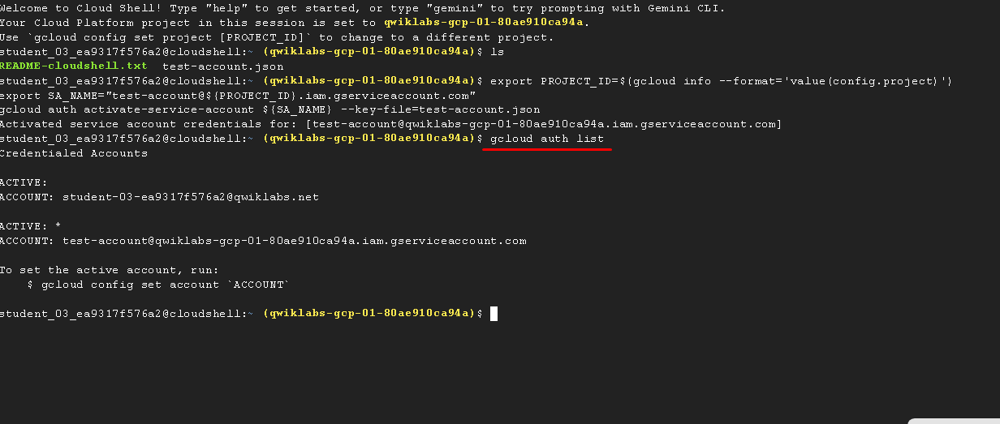 Welcome to Cloud Shell! Type "help" to get started, or type "gemini" to try prompting with Gemini CLI.
Your Cloud Platform project in this session is set to qwiklabs-gcp-01-80ae910ca94a.
Use `gcloud config set project [PROJECT_ID]` to change to a different project.
student_03_ea9317f576a2@cloudshell:~ (qwiklabs-gcp-01-80ae910ca94a)$ ls
README-cloudshell.txt  test-account.json
student_03_ea9317f576a2@cloudshell:~ (qwiklabs-gcp-01-80ae910ca94a)$ export PROJECT_ID=$(gcloud info --format='value(config.project)')
export SA_NAME="test-account@${PROJECT_ID}.iam.gserviceaccount.com"
gcloud auth activate-service-account ${SA_NAME} --key-file=test-account.json
Activated service account credentials for: [test-account@qwiklabs-gcp-01-80ae910ca94a.iam.gserviceaccount.com]
student_03_ea9317f576a2@cloudshell:~ (qwiklabs-gcp-01-80ae910ca94a)$ gcloud auth list
Credentialed Accounts
ACTIVE:
ACCOUNT: student-03-ea9317f576a2@qwiklabs.net
ACTIVE: *
ACCOUNT: test-account@qwiklabs-gcp-01-80ae910ca94a.iam.gserviceaccount.com
To set the active account, run:
    $ gcloud config set account `ACCOUNT`
student_03_ea9317f576a2@cloudshell:~ (qwiklabs-gcp-01-80ae910ca94a)$